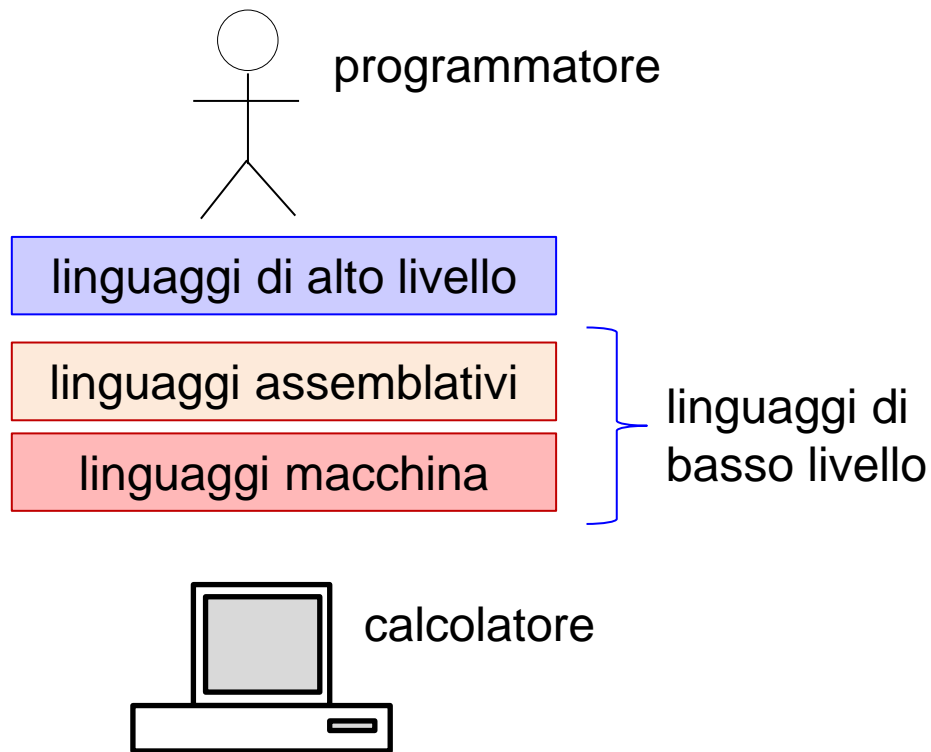 programmatore
linguaggi di alto livello
linguaggi assemblativi
linguaggi macchina
linguaggi di
basso livello
calcolatore